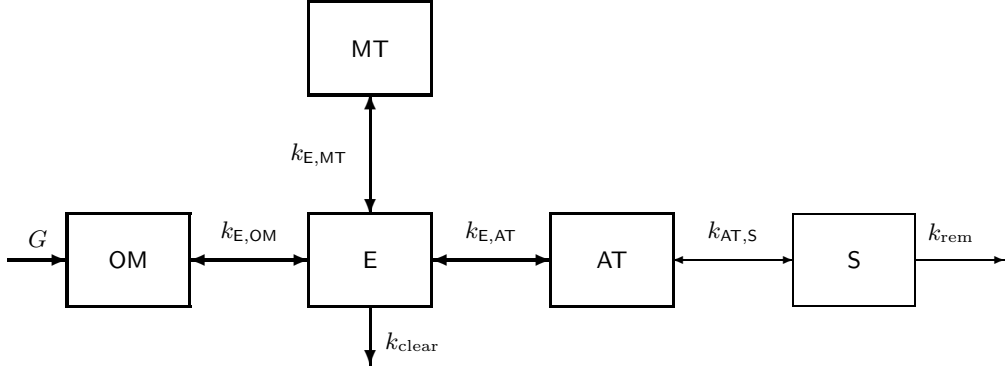 MT
k_E,MT
G
OM
k_E,OM
E
k_E,AT
AT
k_AT,S
S
k_rem
k_clear